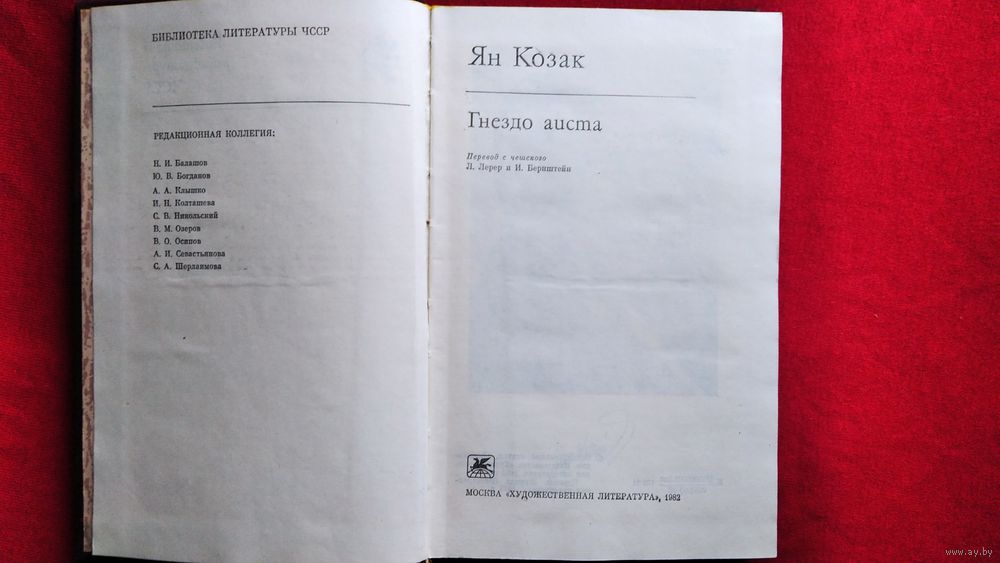 БИБЛИОТЕКА ЛИТЕРАТУРЫ ЧССР
РЕДАКЦИОННАЯ КОЛЛЕГИЯ:
Н. И. Балашов
Ю. В. Богданов
А. А. Клышко
И. Н. Колташева
С. В. Никольский
В. М. Озеров
В. О. Осипов
А. И. Севастьянова
С. А. Шерлаимова
Ян Козак
Гнездо аиста
Перевод с чешского
Л. Лерер и И. Бернштейн
МОСКВА «ХУДОЖЕСТВЕННАЯ ЛИТЕРАТУРА», 1982
www.ay.by